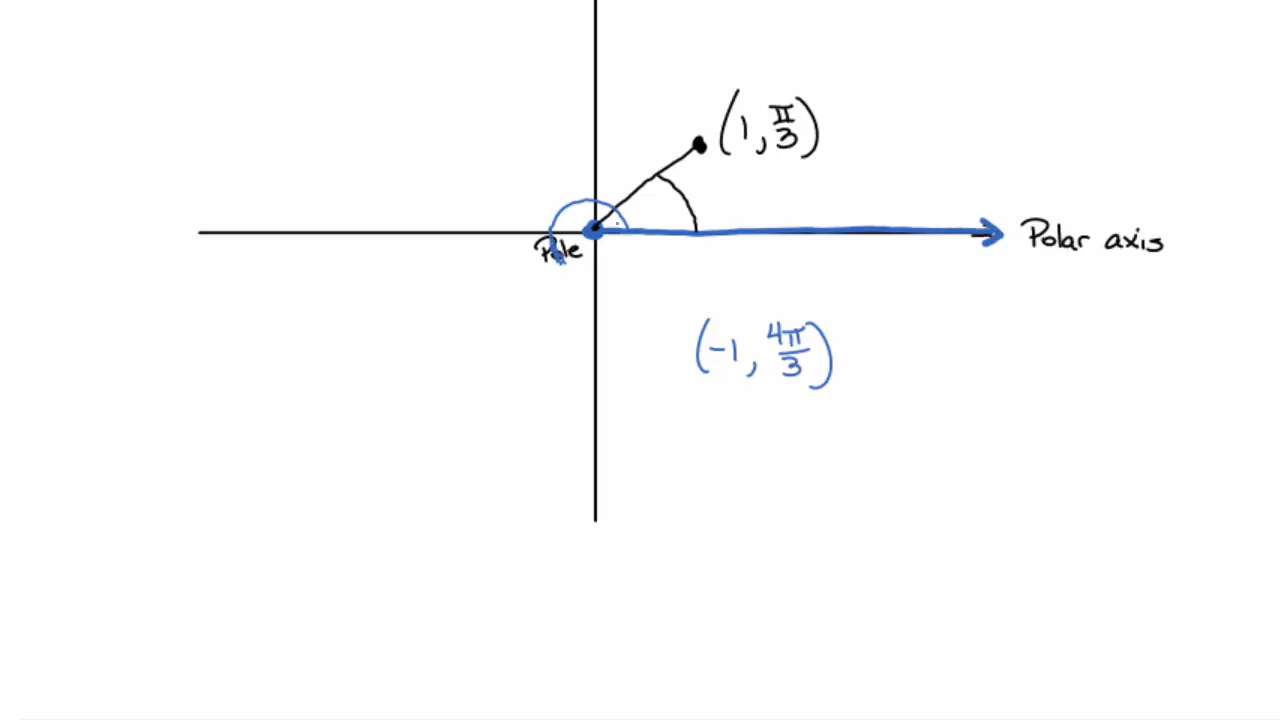 (1, π/3)
Polar axis
Pole
(-1, 4π/3)